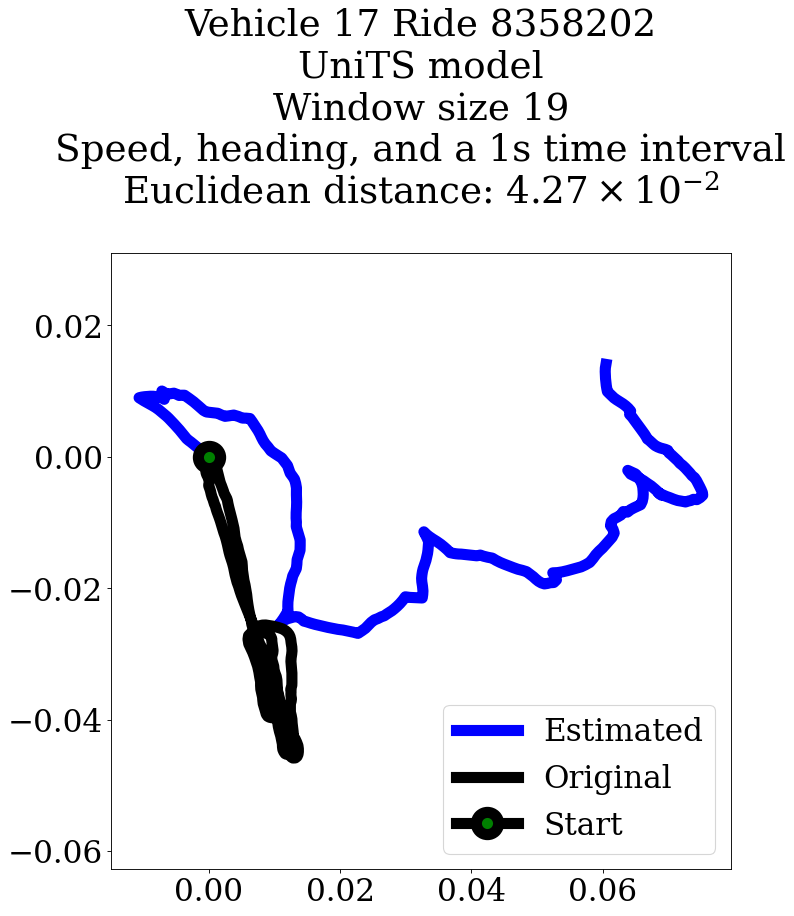 Vehicle 17 Ride 8358202
UniTS model
Window size 19
Speed, heading, and a 1s time interval
Euclidean distance: 4.27 × 10⁻²
0.02
0.00
−0.02
−0.04
−0.06
0.00 0.02 0.04 0.06
Estimated
Original
Start